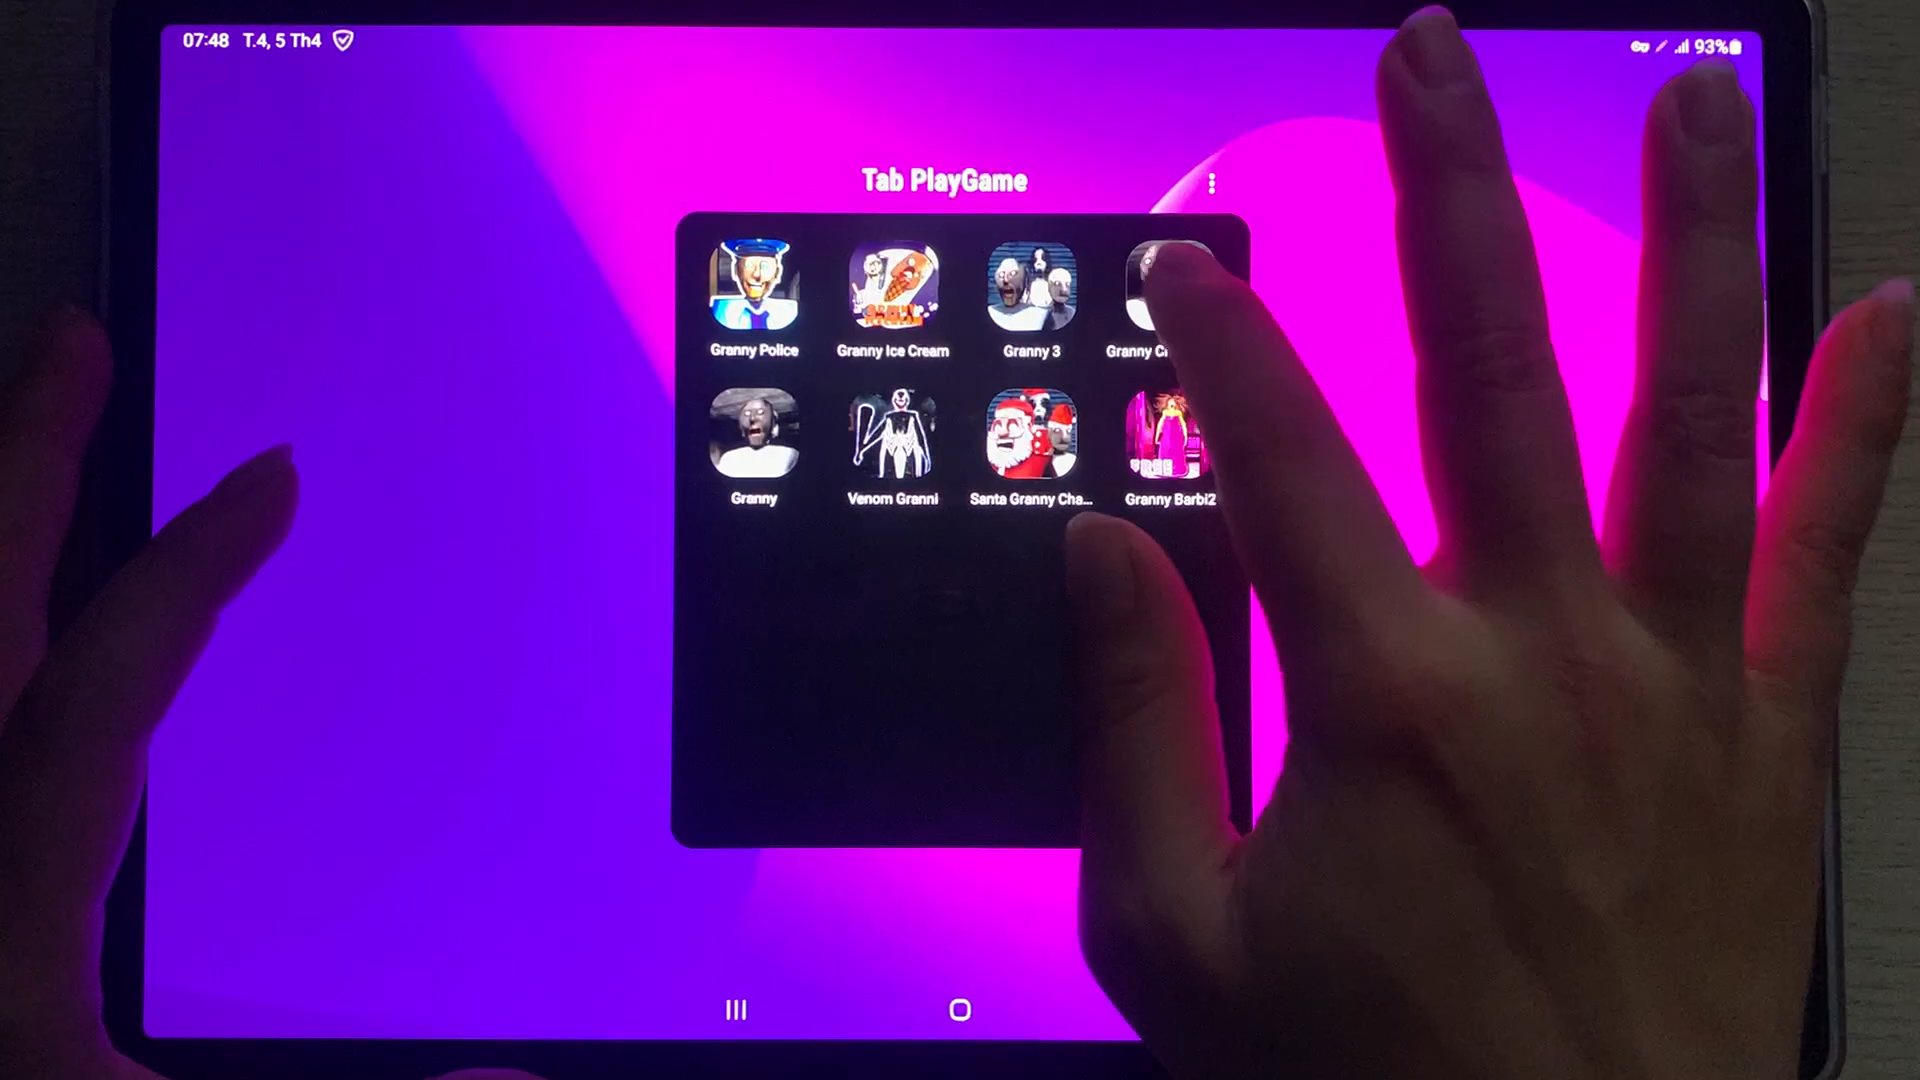 07:48 T.4, 5 Th4
93%
Tab PlayGame
Granny Police
Granny Ice Cream
Granny 3
Granny
Granny
Venom Granni
Santa Granny Cha...
Granny Barbi2
FREE